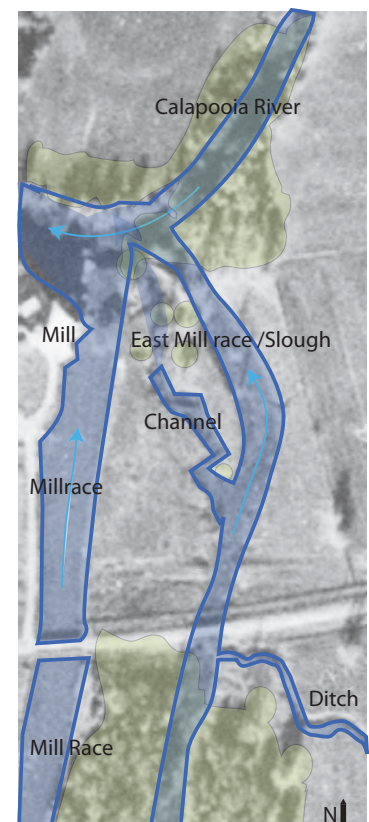 Calapooia River
Mill
East Mill race /Slough
Channel
Millrace
Ditch
Mill Race
N